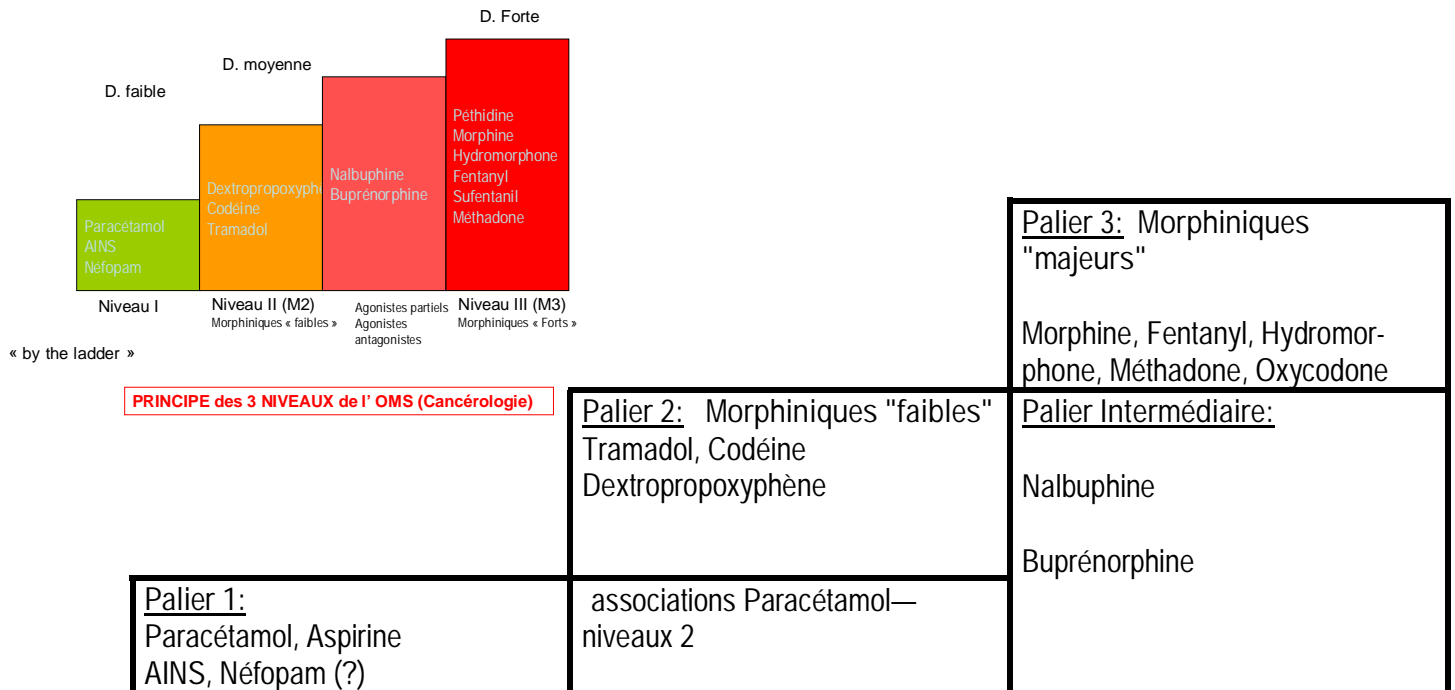 D. Forte
D. moyenne
D. faible
Paracétamol
AINS
Néfopam
Dextropropoxyph
Codéine
Tramadol
Nalbuphine
Buprénorphine
Péthidine
Morphine
Hydromorphone
Fentanyl
Sufentanil
Méthadone
Niveau I
Niveau II (M2)
Morphiniques « faibles »
Agonistes partiels
Agonistes
antagonistes
Niveau III (M3)
Morphiniques « Forts »
« by the ladder »
PRINCIPE des 3 NIVEAUX de l' OMS (Cancérologie)
Palier 3: Morphiniques
"majeurs"
Morphine, Fentanyl, Hydromor-
phone, Méthadone, Oxycodone
Palier 2: Morphiniques "faibles"
Tramadol, Codéine
Dextropropoxyphène
Palier Intermédiaire:
Nalbuphine
Buprénorphine
Palier 1:
Paracétamol, Aspirine
AINS, Néfopam (?)
associations Paracétamol—
niveaux 2